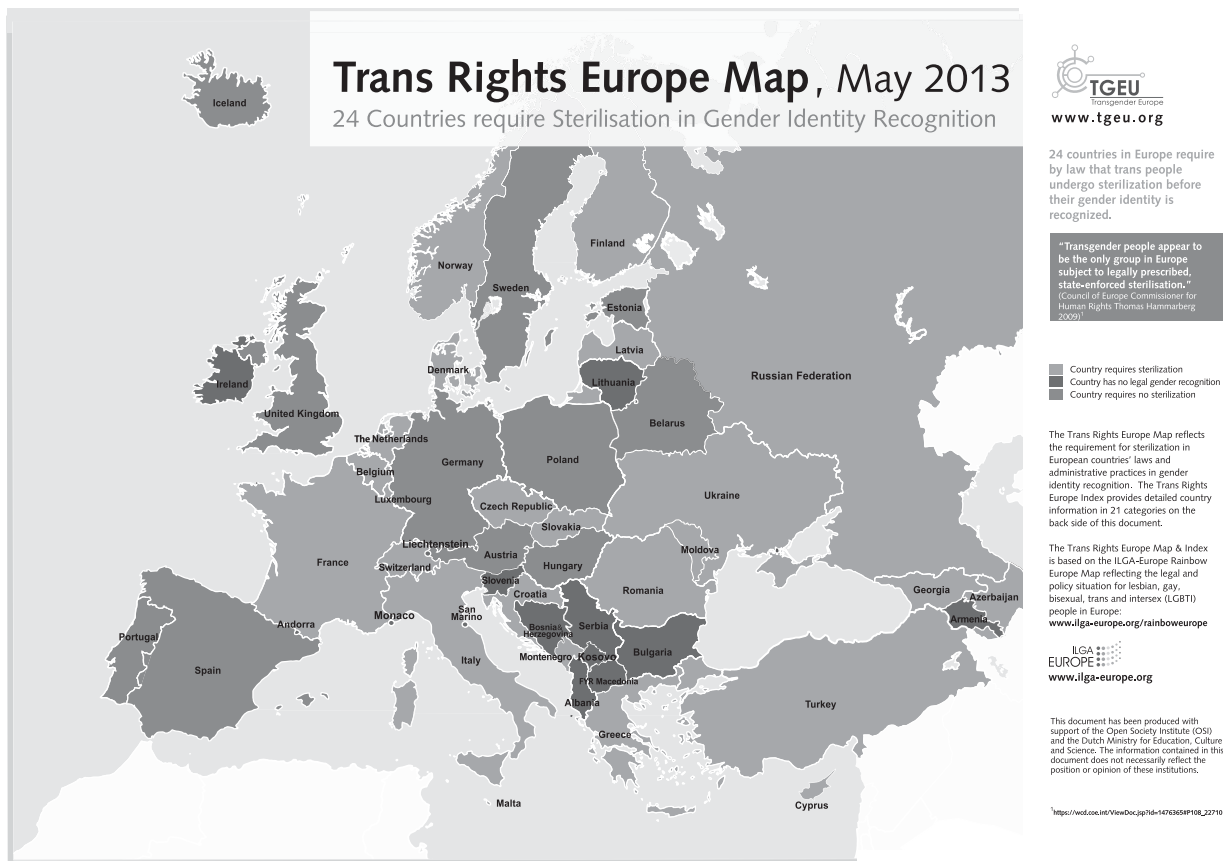 Trans Rights Europe Map, May 2013
24 Countries require Sterilisation in Gender Identity Recognition
TGEU
Transgender Europe
www.tgeu.org
24 countries in Europe require
by law that trans people
undergo sterilization before
their gender identity is
recognized.
“Transgender people appear to
be the only group in Europe
subject to legally prescribed,
state-enforced sterilisation.”
(Council of Europe Commissioner for
Human Rights Thomas Hammarberg
2009)1
Country requires sterilization
Country has no legal gender recognition
Country requires no sterilization
The Trans Rights Europe Map reflects
the requirement for sterilization in
European countries' laws and
administrative practices in gender
identity recognition. The Trans Rights
Europe Index provides detailed country
information in 21 categories on the
back side of this document.
The Trans Rights Europe Map & Index
is based on the ILGA-Europe Rainbow
Europe Map reflecting the legal and
policy situation for lesbian, gay,
bisexual, trans and intersex (LGBTI)
people in Europe:
www.ilga-europe.org/rainboweurope
ILGA
EUROPE
www.ilga-europe.org
This document has been produced with
support of the Open Society Institute (OSI)
and the Dutch Ministry for Education, Culture
and Science. The information contained in this
document does not necessarily reflect the
position or opinion of these institutions.
1https://wcd.coe.int/ViewDoc.jsp?id=1476365#P108_22710
Iceland
Norway
Sweden
Finland
Estonia
Latvia
Lithuania
Denmark
Russian Federation
Ireland
United Kingdom
The Netherlands
Belgium
Luxembourg
Germany
Poland
Belarus
Ukraine
Czech Republic
Slovakia
Liechtenstein
Austria
Hungary
Moldova
France
Switzerland
Slovenia
Croatia
Romania
Monaco
San
Marino
Bosnia&
Herzegovina
Serbia
Montenegro
Kosovo
Bulgaria
FYR Macedonia
Albania
Andorra
Portugal
Spain
Italy
Greece
Malta
Turkey
Cyprus
Georgia
Azerbaijan
Armenia